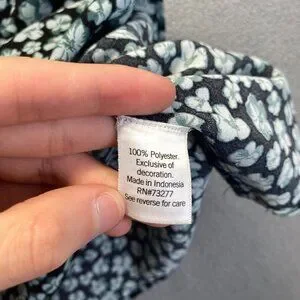 100% Polyester.
Exclusive of
decoration.
Made in Indonesia
RN#73277
See reverse for care